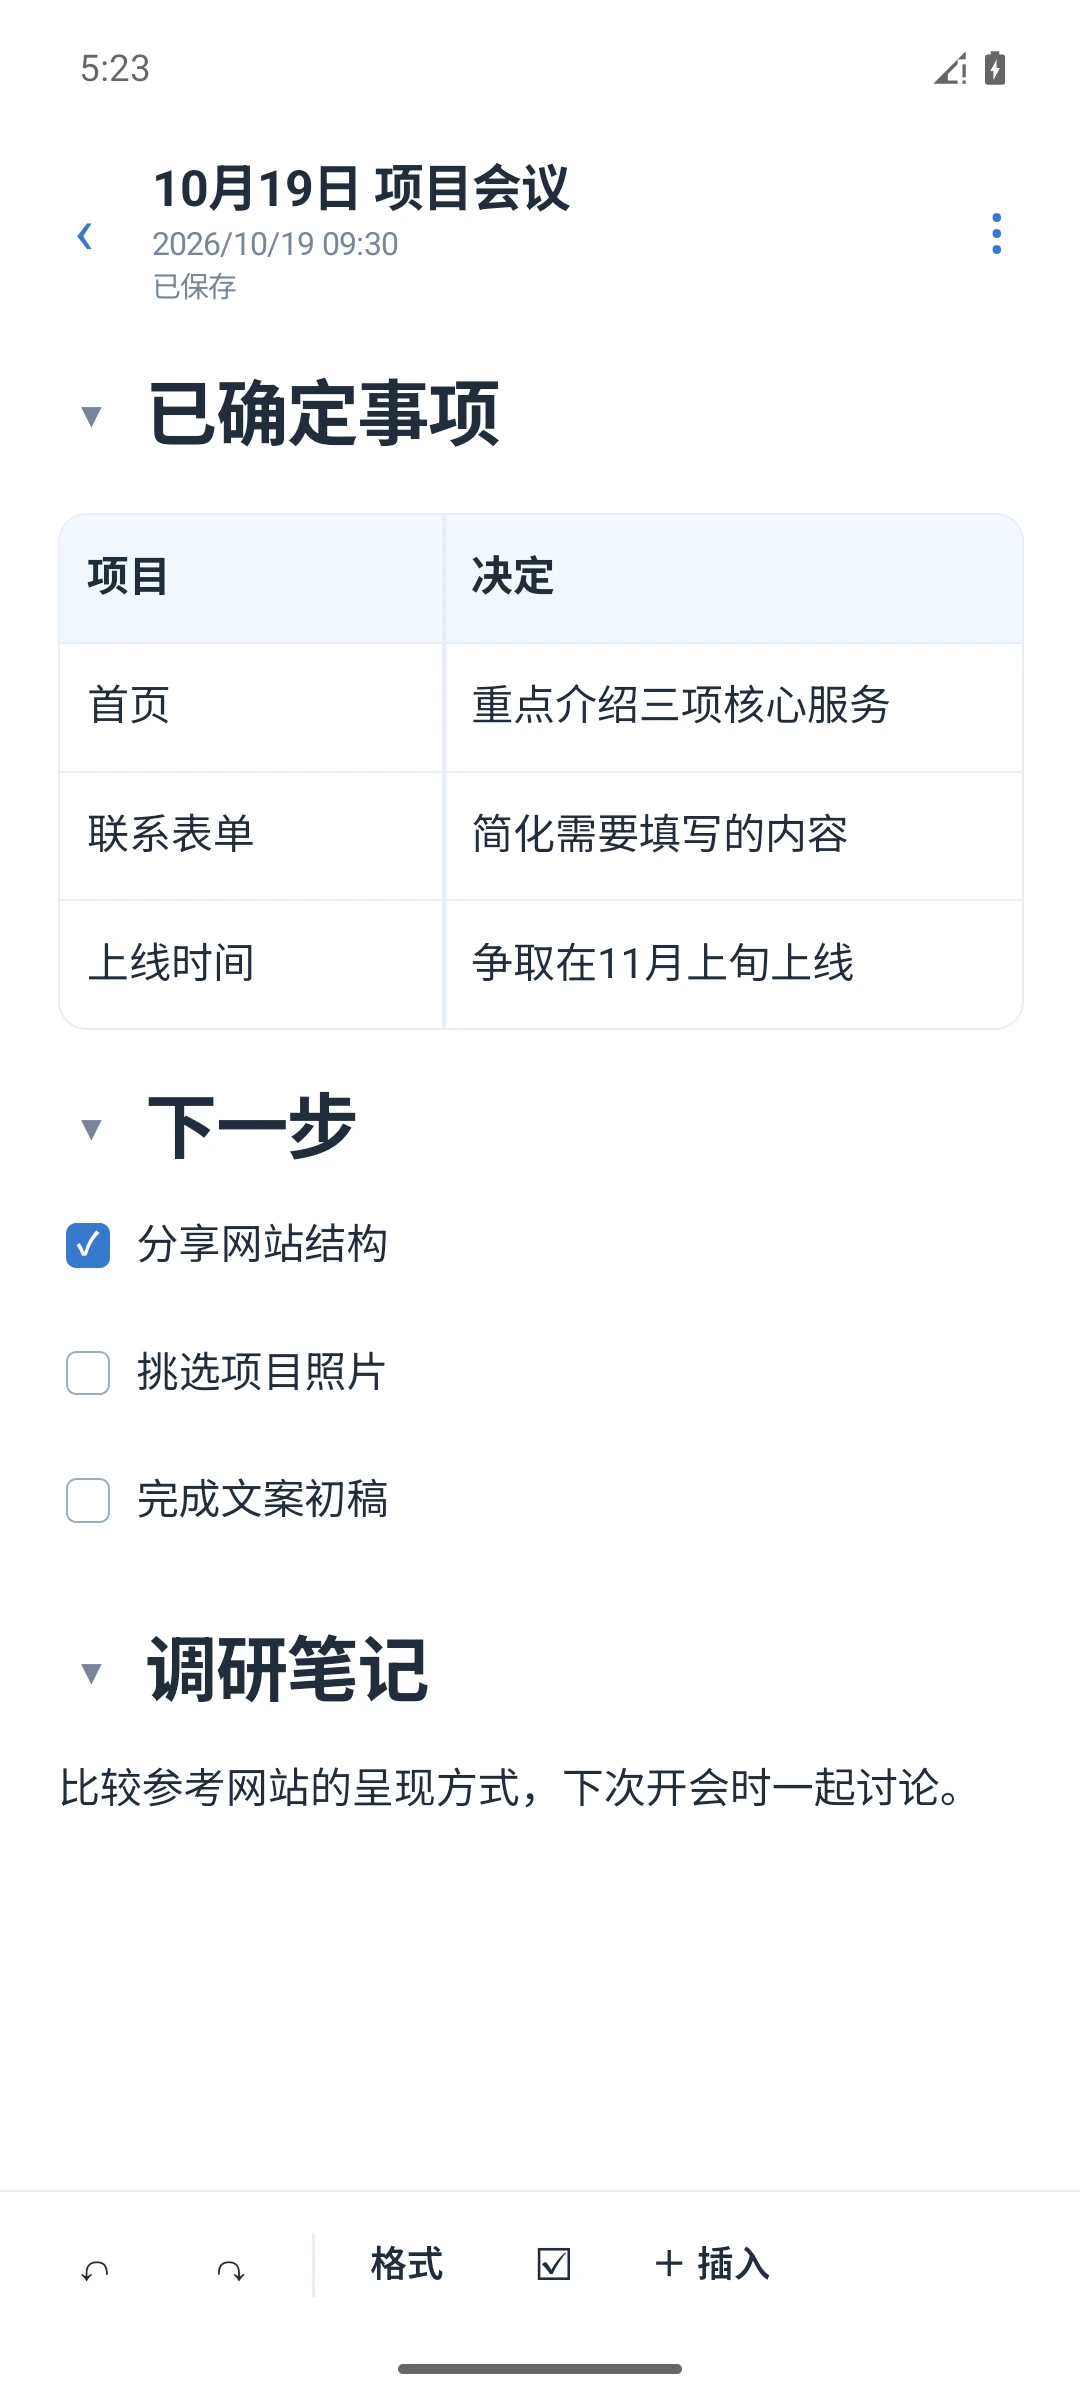 5:23
10月19日 项目会议
2026/10/19 09:30
已保存
已确定事项
项目 决定
首页 重点介绍三项核心服务
联系表单 简化需要填写的内容
上线时间 争取在11月上旬上线
下一步
分享网站结构
挑选项目照片
完成文案初稿
调研笔记
比较参考网站的呈现方式，下次开会时一起讨论。
格式 + 插入